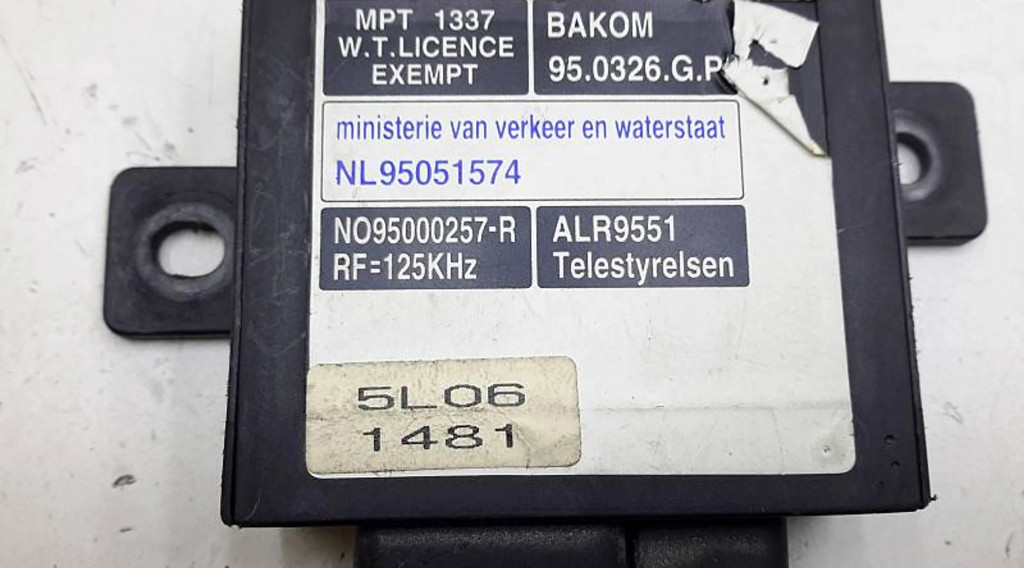 MPT 1337
W.T.LICENCE
EXEMPT
BAKOM
95.0326.G.P
ministerie van verkeer en waterstaat
NL95051574
NO95000257-R
RF=125KHz
ALR9551
Telestyrelsen
5L06
1481